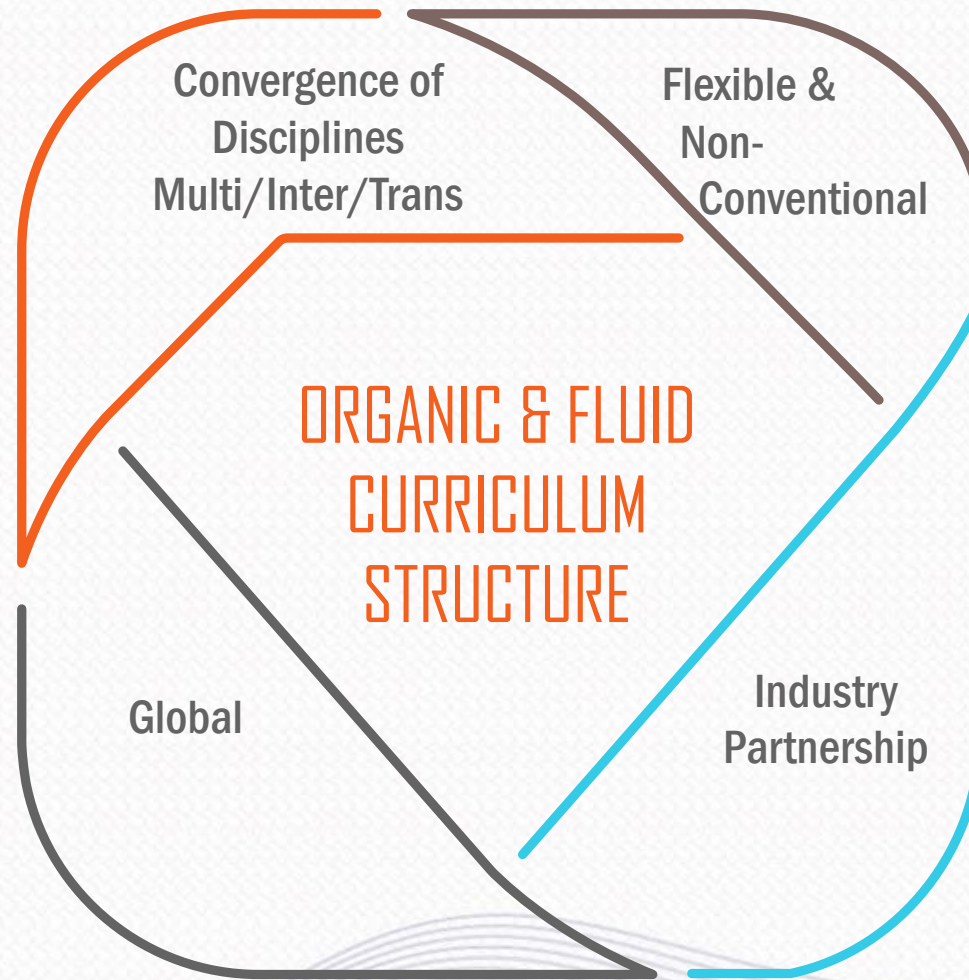 Convergence of
Disciplines
Multi/Inter/Trans
Flexible &
Non-
Conventional
ORGANIC & FLUID
CURRICULUM
STRUCTURE
Global
Industry
Partnership